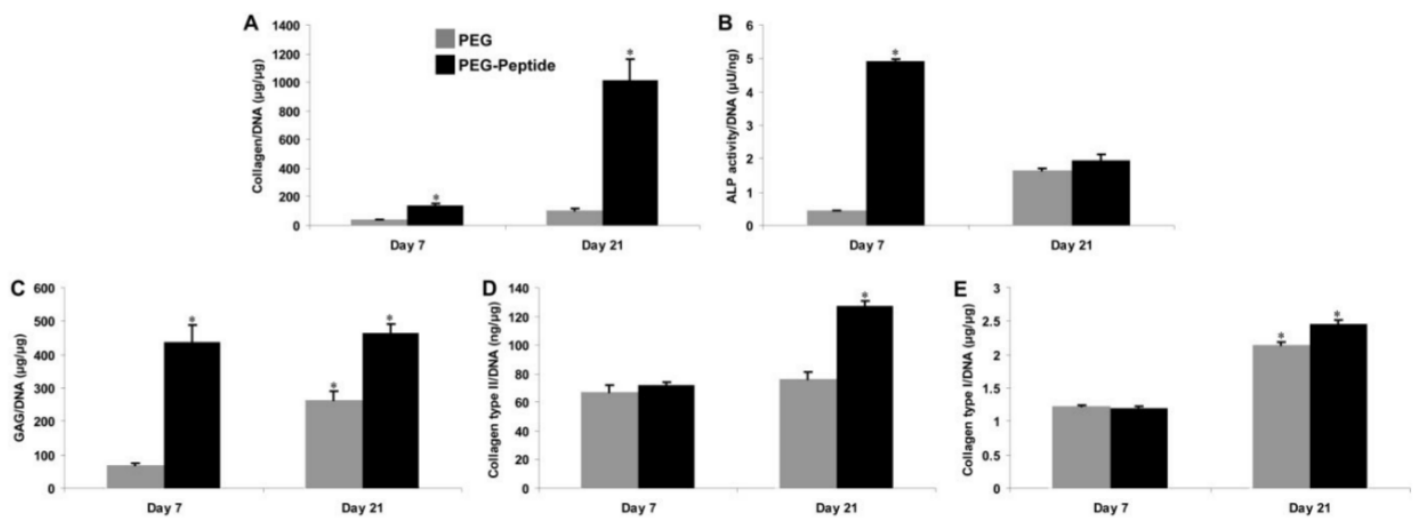 A
Collagen/DNA (µg/µg)
1400
1200
1000
800
600
400
200
0
PEG
PEG-Peptide
*
*
Day 7
Day 21
B
ALP activity/DNA (µU/ng)
6
5
4
3
2
1
0
*
Day 7
Day 21
C
GAG/DNA (µg/µg)
600
500
400
300
200
100
0
*
*
*
Day 7
Day 21
D
Collagen type II/DNA (ng/µg)
140
120
100
80
60
40
20
0
*
Day 7
Day 21
E
Collagen type I/DNA (µg/µg)
3
2.5
2
1.5
1
0.5
0
*
*
Day 7
Day 21